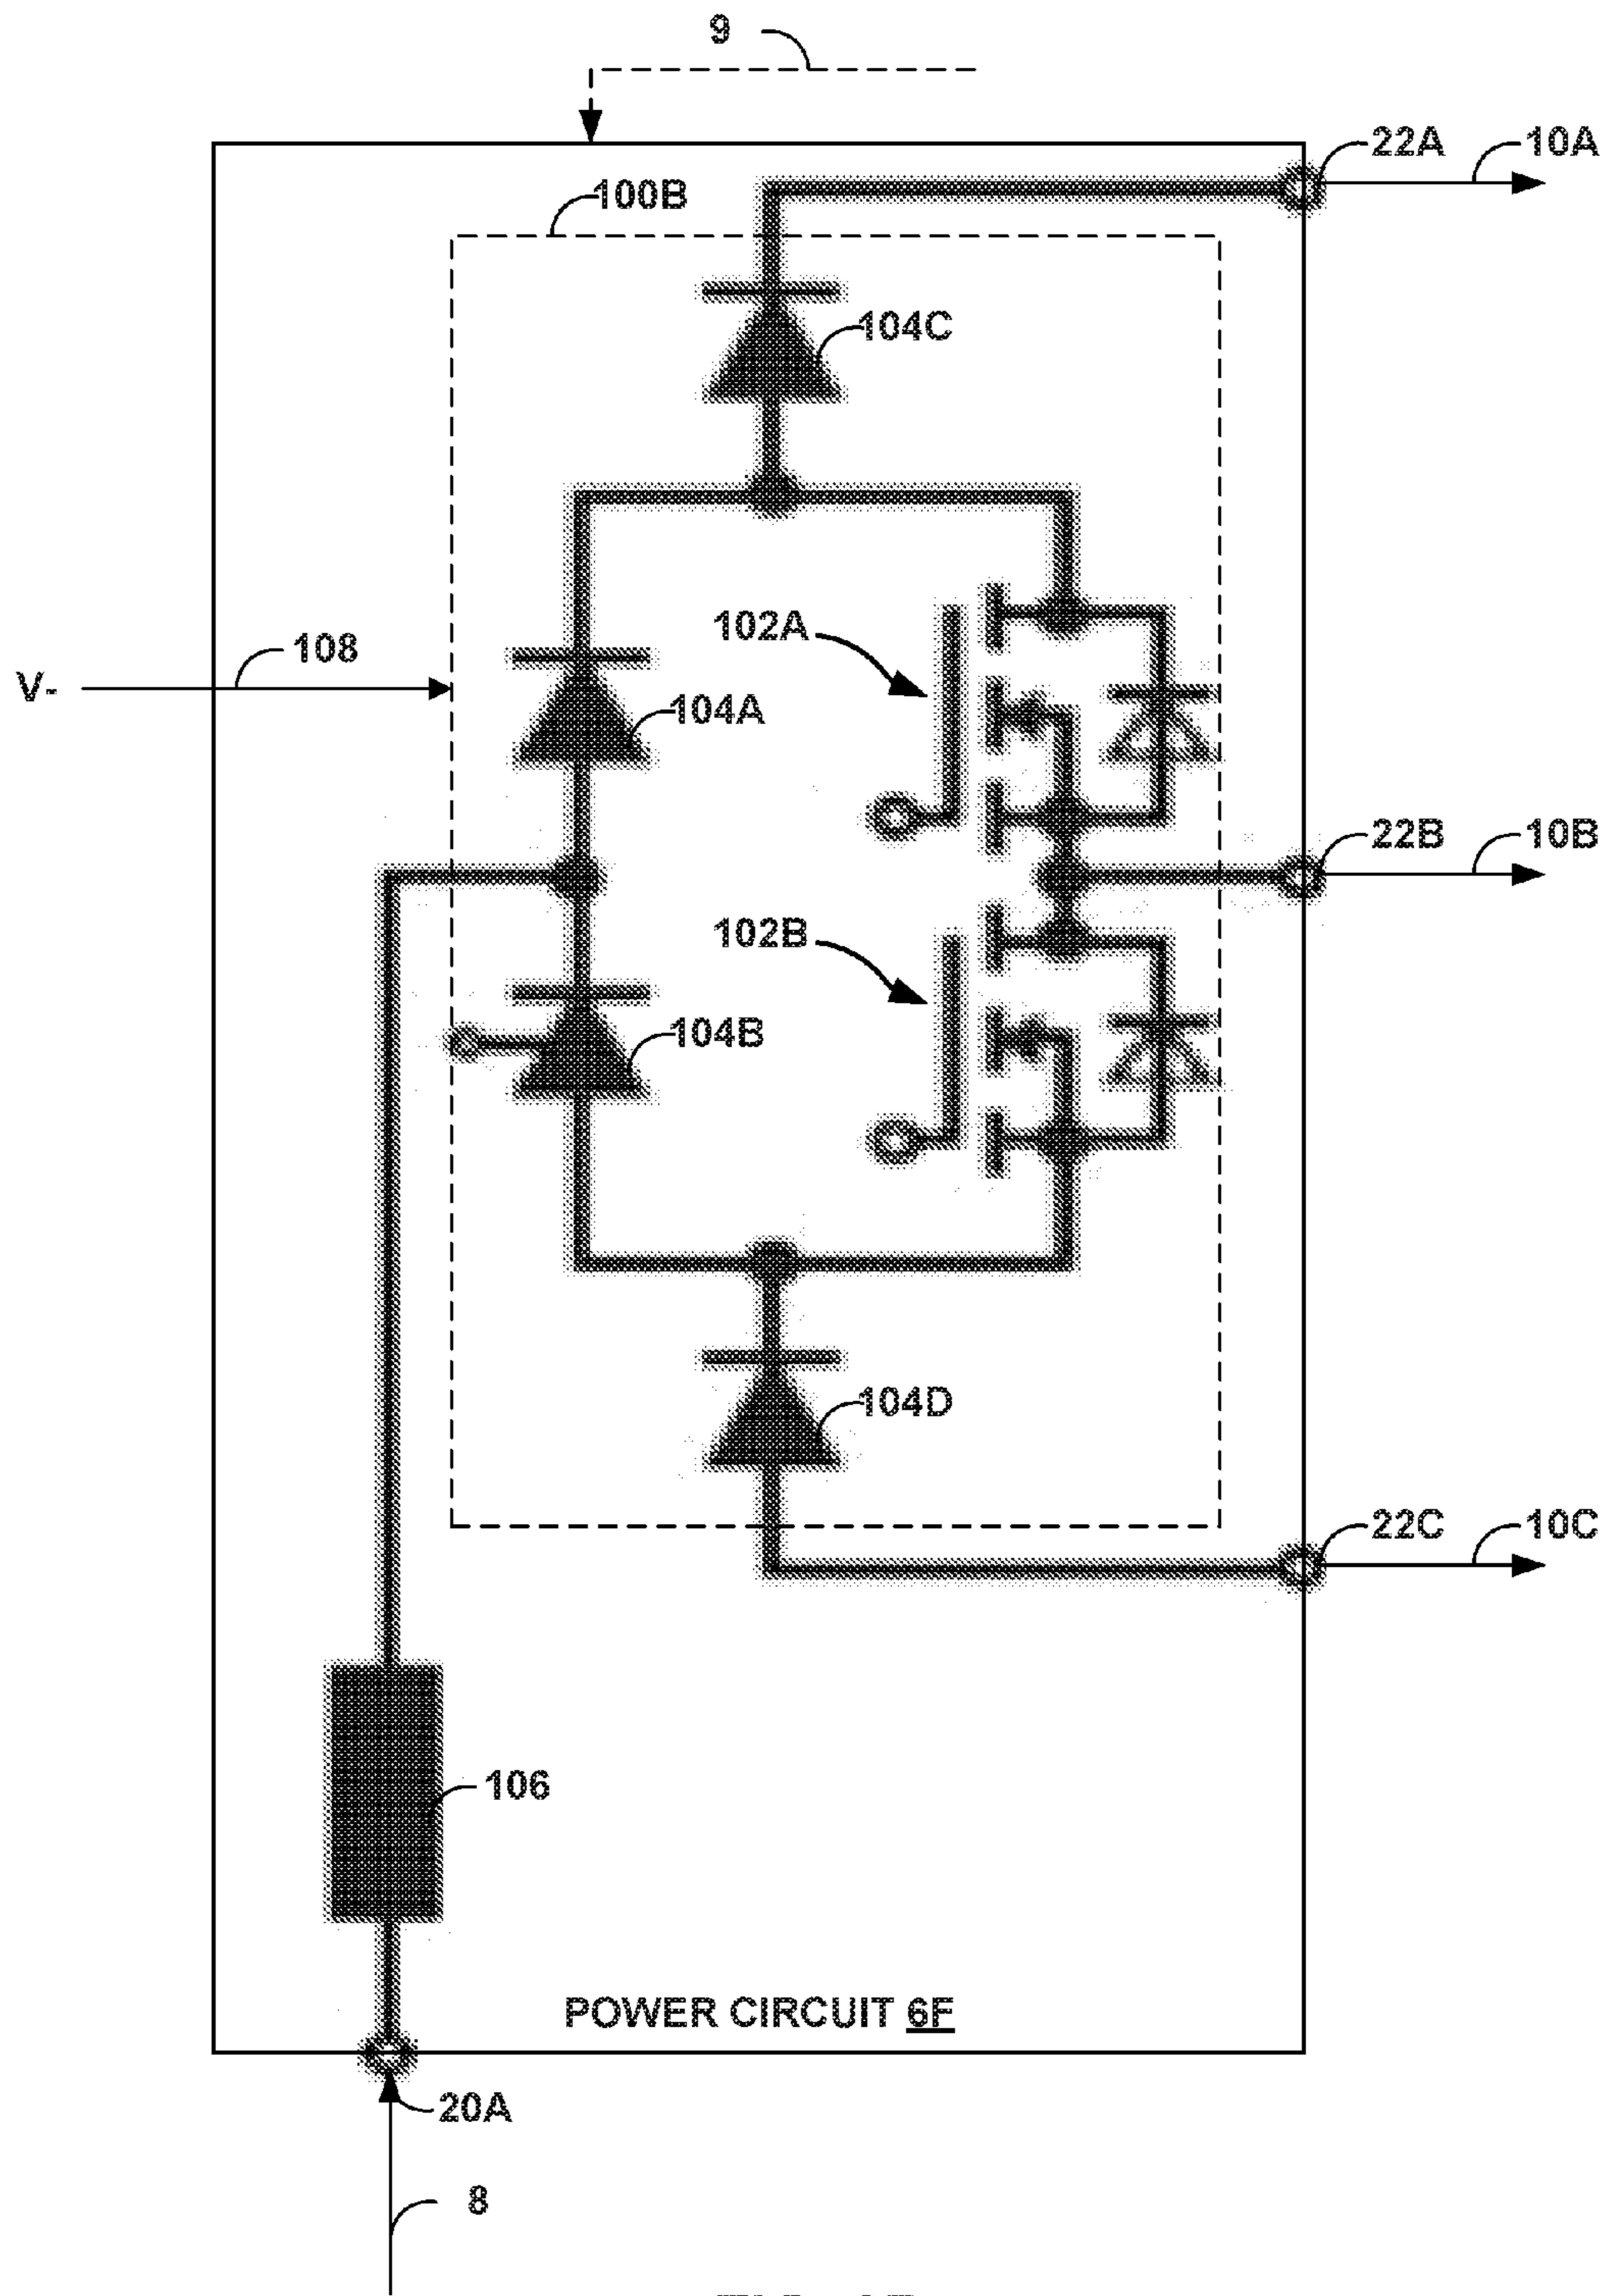 9
22A
10A
100B
104C
102A
108
V-
104A
22B
10B
102B
104B
104D
22C
10C
106
POWER CIRCUIT 6F
20A
8